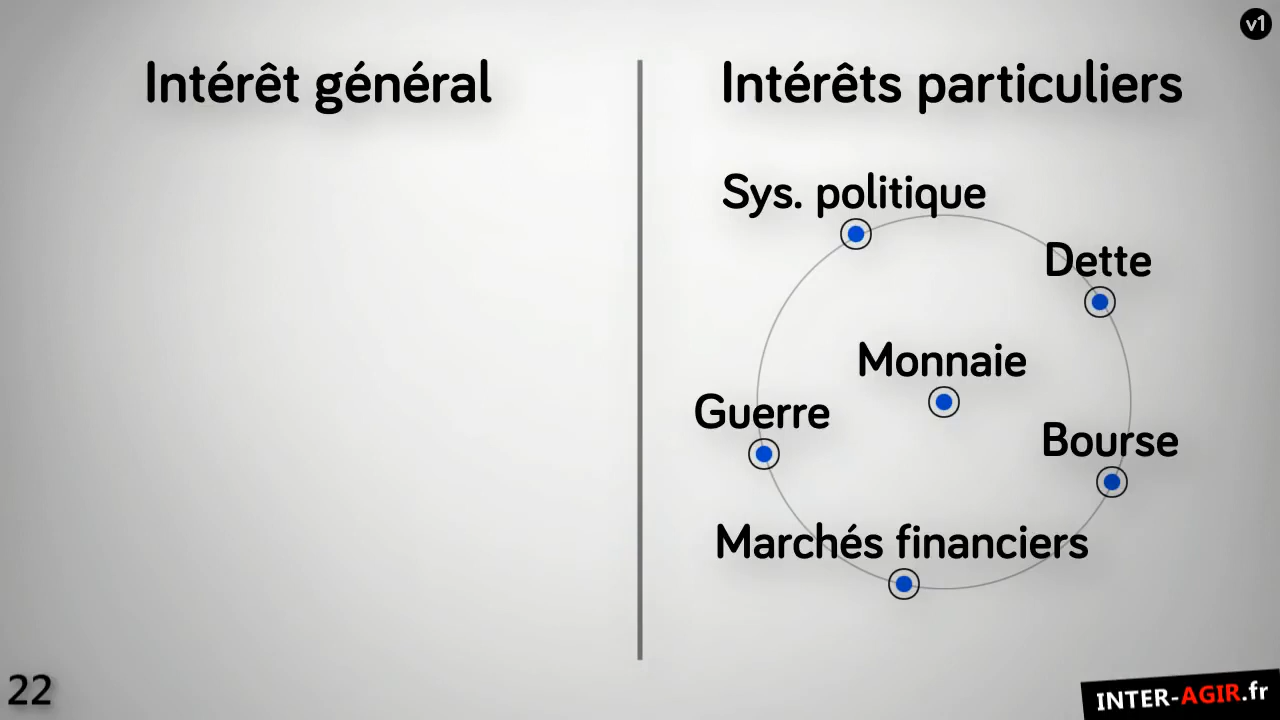 v1
Intérêt général
Intérêts particuliers
Sys. politique
Dette
Monnaie
Guerre
Bourse
Marchés financiers
22
INTER-AGIR.fr